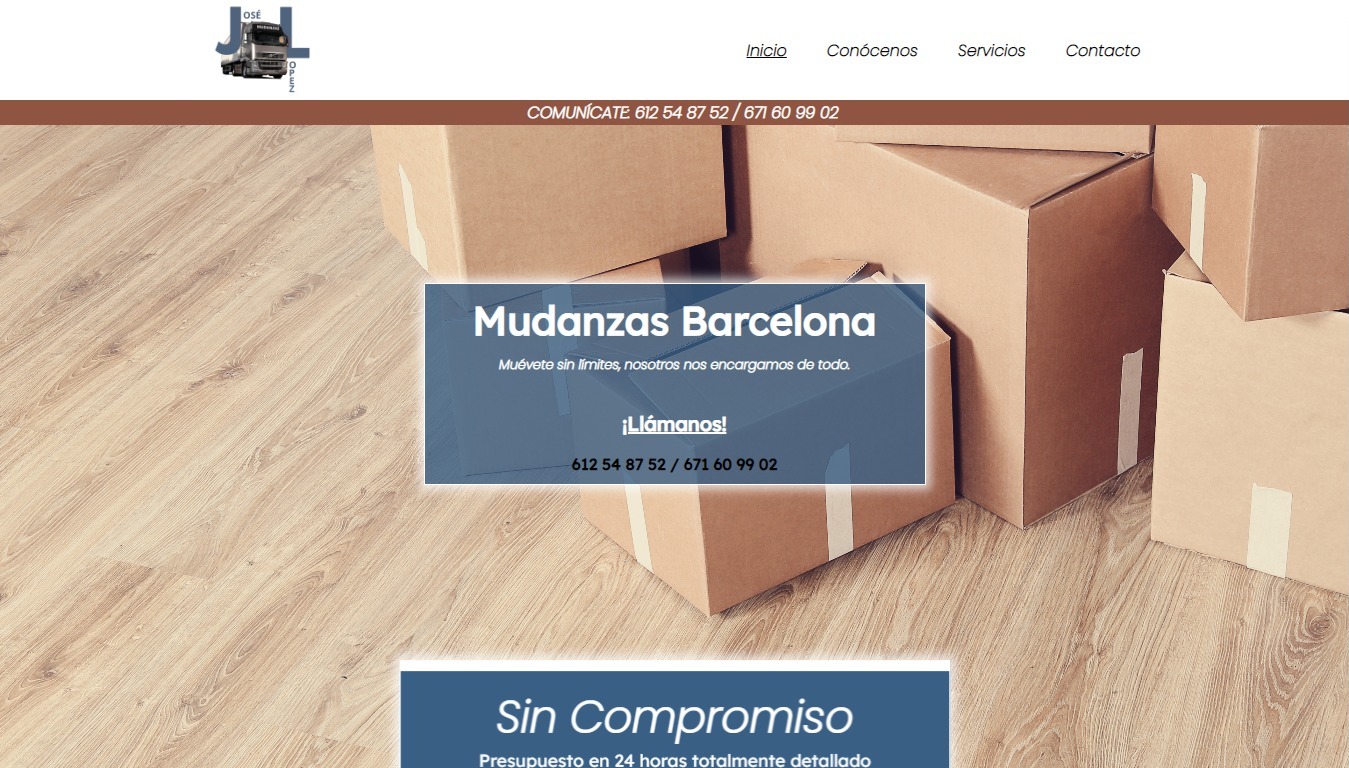 JOSÉ
LOPEZ
Inicio
Conócenos
Servicios
Contacto
COMUNÍCATE: 612 54 87 52 / 671 60 99 02
Mudanzas Barcelona
Muévete sin límites, nosotros nos encargamos de todo.
¡Llámanos!
612 54 87 52 / 671 60 99 02
Sin Compromiso
Presupuesto en 24 horas totalmente detallado